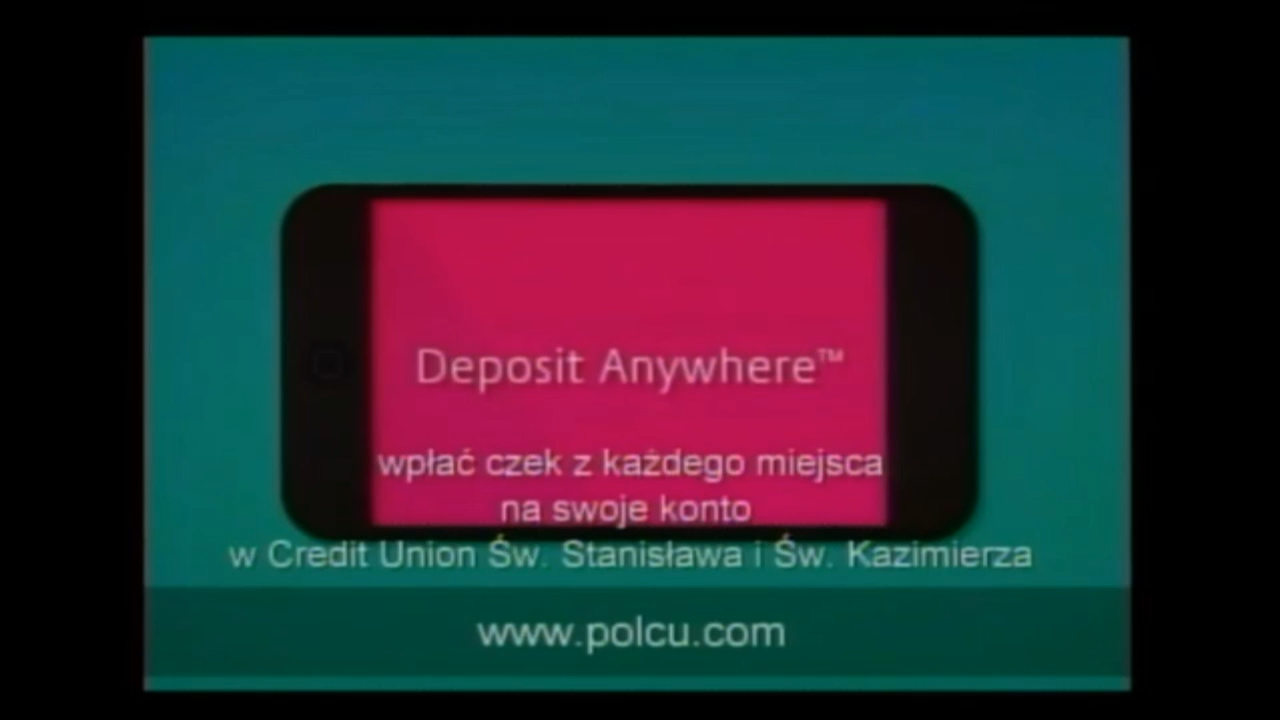 Deposit Anywhere™
wpłać czek z każdego miejsca
na swoje konto
w Credit Union Św. Stanisława i Św. Kazimierza
www.polcu.com